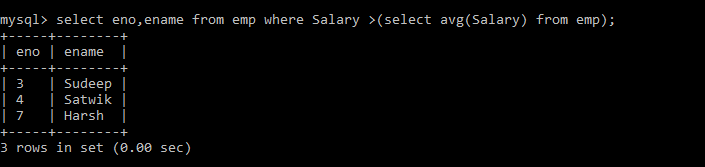 mysql> select eno,ename from emp where Salary >(select avg(Salary) from emp);
+-----+--------+
| eno | ename  |
+-----+--------+
| 3   | Sudeep |
| 4   | Satwik |
| 7   | Harsh  |
+-----+--------+
3 rows in set (0.00 sec)